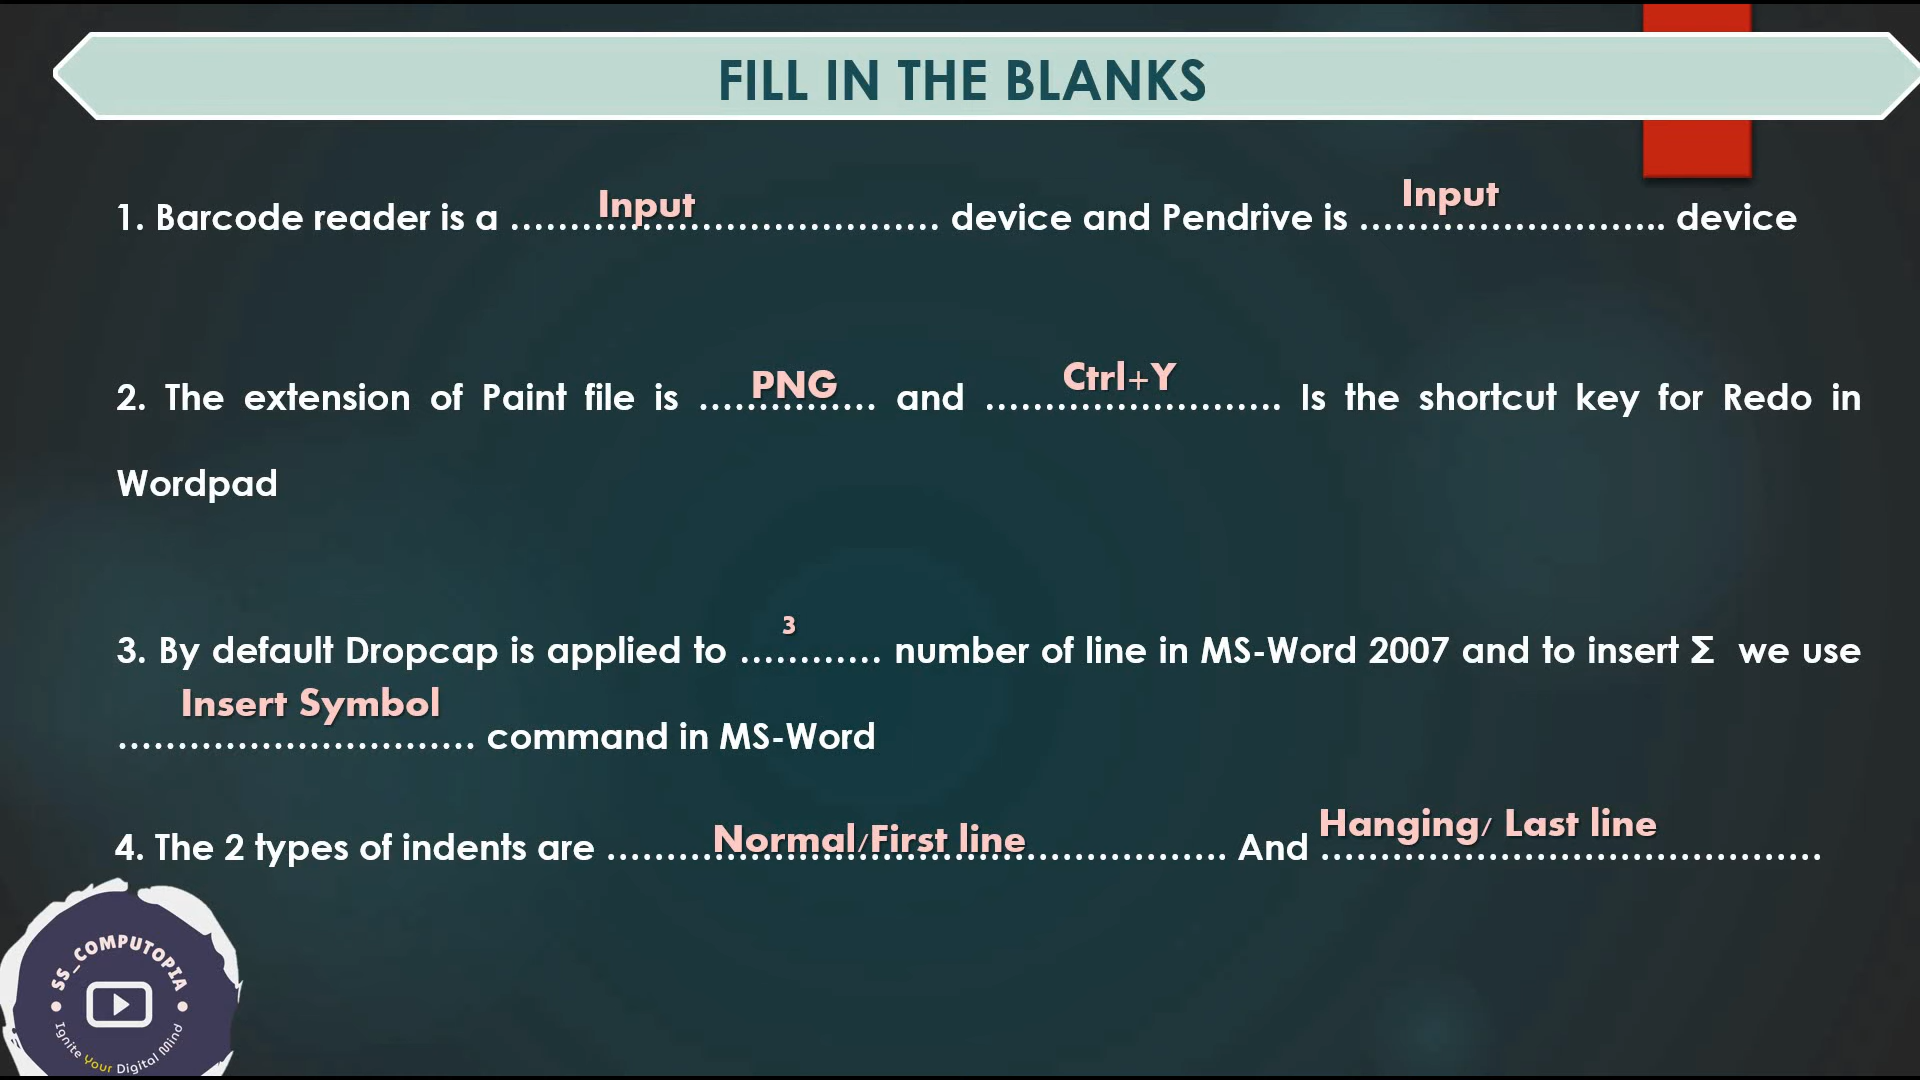 FILL IN THE BLANKS
1. Barcode reader is a ....Input.... device and Pendrive is ....Input.... device
2. The extension of Paint file is ....PNG.... and ....Ctrl+Y.... Is the shortcut key for Redo in
Wordpad
3. By default Dropcap is applied to ....3.... number of line in MS-Word 2007 and to insert Σ we use
....Insert Symbol.... command in MS-Word
4. The 2 types of indents are ....Normal/First line.... And ....Hanging/ Last line....
SS_COMPUTOPIA
Ignite Your Digital Mind